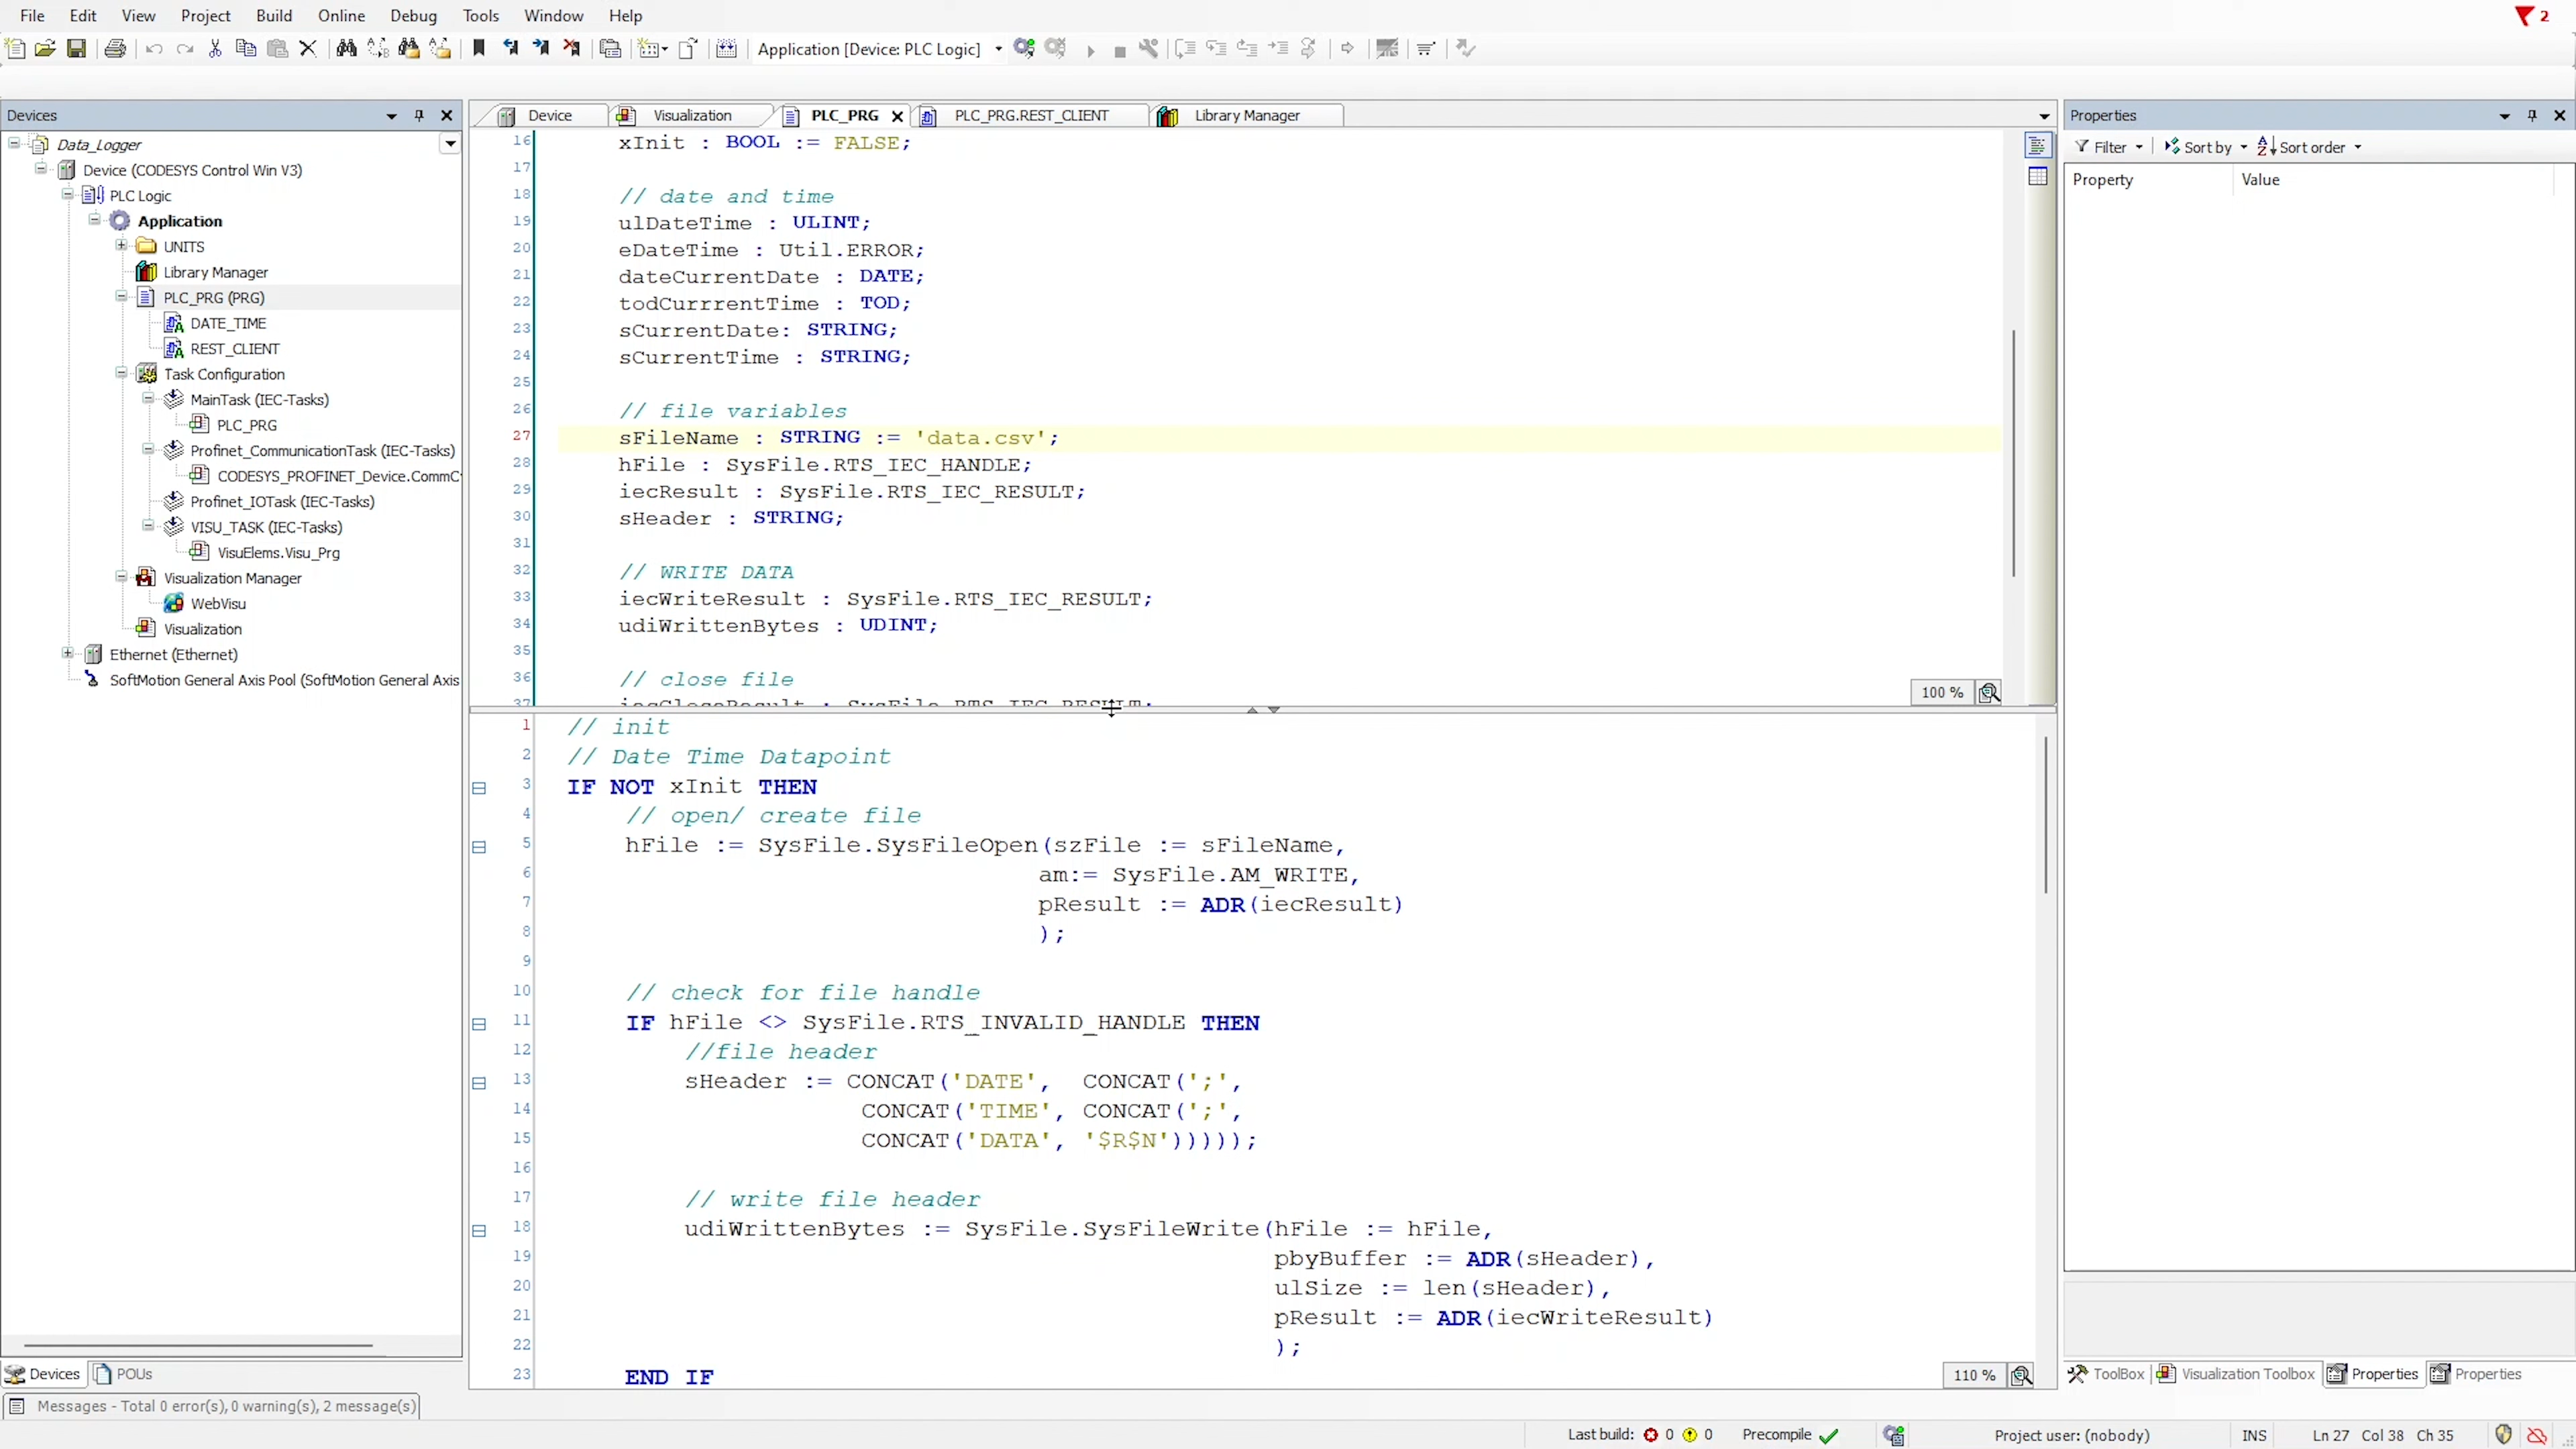 File Edit View Project Build Online Debug Tools Window Help
2
Application [Device: PLC Logic]
Devices
Data_Logger
Device (CODESYS Control Win V3)
PLC Logic
Application
UNITS
Library Manager
PLC_PRG (PRG)
DATE_TIME
REST_CLIENT
Task Configuration
MainTask (IEC-Tasks)
PLC_PRG
Profinet_CommunicationTask (IEC-Tasks)
CODESYS_PROFINET_Device.CommC
Profinet_IOTask (IEC-Tasks)
VISU_TASK (IEC-Tasks)
VisuElems.Visu_Prg
Visualization Manager
WebVisu
Visualization
Ethernet (Ethernet)
SoftMotion General Axis Pool (SoftMotion General Axis
Devices POUs
Device Visualization PLC_PRG PLC_PRG.REST_CLIENT Library Manager
16 xInit : BOOL := FALSE;
17
18 // date and time
19 ulDateTime : ULINT;
20 eDateTime : Util.ERROR;
21 dateCurrentDate : DATE;
22 todCurrrentTime : TOD;
23 sCurrentDate: STRING;
24 sCurrentTime : STRING;
25
26 // file variables
27 sFileName : STRING := 'data.csv';
28 hFile : SysFile.RTS_IEC_HANDLE;
29 iecResult : SysFile.RTS_IEC_RESULT;
30 sHeader : STRING;
31
32 // WRITE DATA
33 iecWriteResult : SysFile.RTS_IEC_RESULT;
34 udiWrittenBytes : UDINT;
35
36 // close file
37 iecCloseResult : SysFile.RTS_IEC_RESULT;
100 %
1 // init
2 // Date Time Datapoint
3 IF NOT xInit THEN
4 // open/ create file
5 hFile := SysFile.SysFileOpen(szFile := sFileName,
6 am:= SysFile.AM_WRITE,
7 pResult := ADR(iecResult)
8 );
9
10 // check for file handle
11 IF hFile <> SysFile.RTS_INVALID_HANDLE THEN
12 //file header
13 sHeader := CONCAT('DATE', CONCAT(';',
14 CONCAT('TIME', CONCAT(';',
15 CONCAT('DATA', '$R$N')))));
16
17 // write file header
18 udiWrittenBytes := SysFile.SysFileWrite(hFile := hFile,
19 pbyBuffer := ADR(sHeader),
20 ulSize := len(sHeader),
21 pResult := ADR(iecWriteResult)
22 );
23 END IF
110 %
Properties
Filter Sort by Sort order
Property Value
ToolBox Visualization Toolbox Properties Properties
Messages - Total 0 error(s), 0 warning(s), 2 message(s)
Last build: 0 0 Precompile Project user: (nobody) INS Ln 27 Col 38 Ch 35